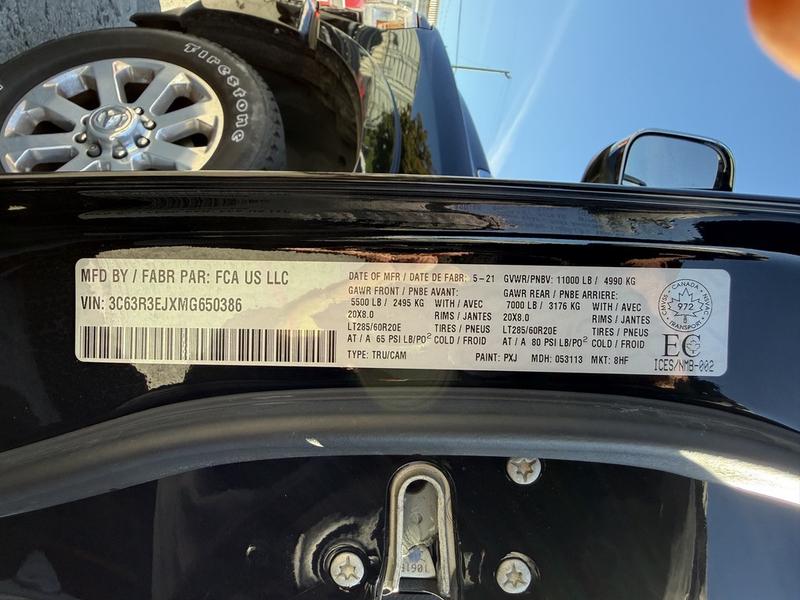 Firestone
MFD BY / FABR PAR: FCA US LLC
VIN: 3C63R3EJXMG650386
DATE OF MFR / DATE DE FABR: 5-21 GVWR/PNBV: 11000 LB / 4990 KG
GAWR FRONT / PNBE AVANT:
5500 LB / 2495 KG WITH / AVEC
20X8.0 RIMS / JANTES
LT285/60R20E TIRES / PNEUS
AT / A 65 PSI LB/PO² COLD / FROID
GAWR REAR / PNBE ARRIERE:
7000 LB / 3176 KG WITH / AVEC
20X8.0 RIMS / JANTES
LT285/60R20E TIRES / PNEUS
AT / A 80 PSI LB/PO² COLD / FROID
TYPE: TRU/CAM PAINT: PXJ MDH: 053113 MKT: 8HF
CMVSS CANADA NSVAC
972
TRANSPORT
EC
ICES/NMB-002